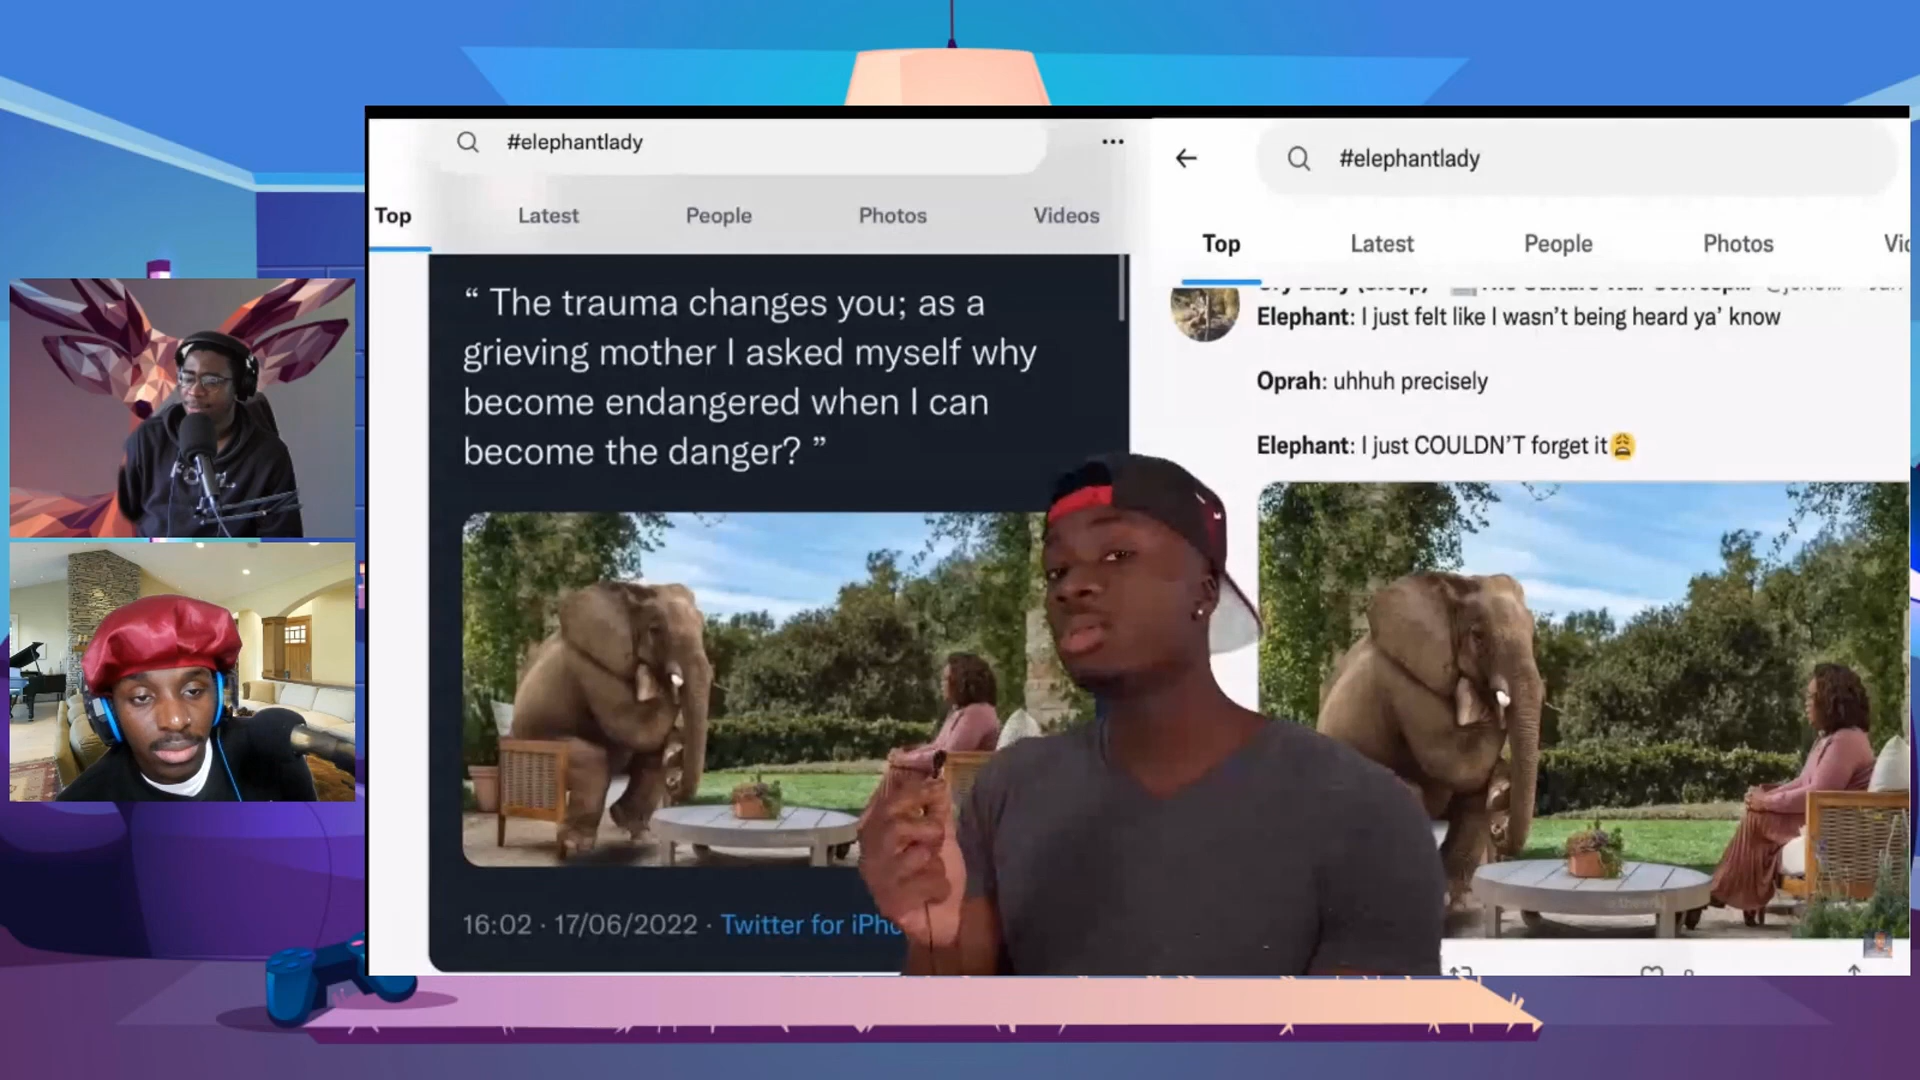 #elephantlady
Top Latest People Photos Videos
“ The trauma changes you; as a
grieving mother I asked myself why
become endangered when I can
become the danger? ”
16:02 · 17/06/2022 · Twitter for
#elephantlady
Top Latest People Photos
Elephant: I just felt like I wasn’t being heard ya’ know
Oprah: uhhuh precisely
Elephant: I just COULDN’T forget it😩